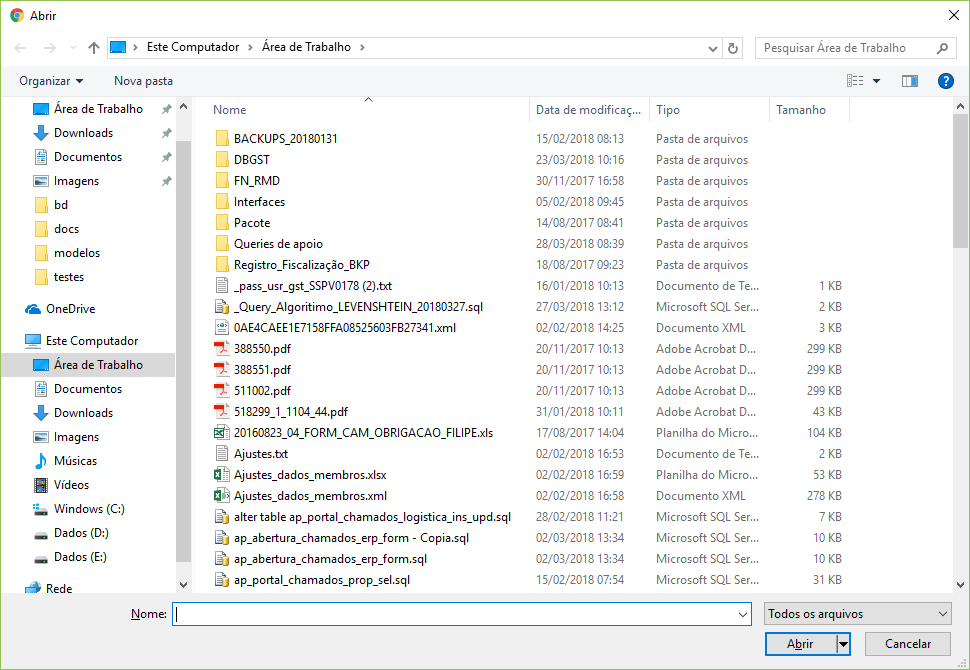 Abrir
Este Computador Área de Trabalho
Pesquisar Área de Trabalho
Organizar Nova pasta
Área de Trabalho
Downloads
Documentos
Imagens
bd
docs
modelos
testes
OneDrive
Este Computador
Área de Trabalho
Documentos
Downloads
Imagens
Músicas
Vídeos
Windows (C:)
Dados (D:)
Dados (E:)
Rede
Nome Data de modificaç... Tipo Tamanho
BACKUPS_20180131 15/02/2018 08:13 Pasta de arquivos
DBGST 23/03/2018 10:16 Pasta de arquivos
FN_RMD 30/11/2017 16:58 Pasta de arquivos
Interfaces 05/02/2018 09:45 Pasta de arquivos
Pacote 14/08/2017 08:41 Pasta de arquivos
Queries de apoio 28/03/2018 08:39 Pasta de arquivos
Registro_Fiscalização_BKP 18/08/2017 09:23 Pasta de arquivos
_pass_usr_gst_SSPV0178 (2).txt 16/01/2018 10:13 Documento de Te... 1 KB
_Query_Algoritimo_LEVENSHTEIN_20180327.sql 27/03/2018 13:12 Microsoft SQL Ser... 2 KB
0AE4CAEE1E7158FFA08525603FB27341.xml 02/02/2018 14:25 Documento XML 3 KB
388550.pdf 20/11/2017 10:13 Adobe Acrobat D... 299 KB
388551.pdf 20/11/2017 10:13 Adobe Acrobat D... 299 KB
511002.pdf 20/11/2017 10:13 Adobe Acrobat D... 299 KB
518299_1_1104_44.pdf 31/01/2018 10:11 Adobe Acrobat D... 43 KB
20160823_04_FORM_CAM_OBRIGACAO_FILIPE.xls 17/08/2017 14:04 Planilha do Micro... 104 KB
Ajustes.txt 02/02/2018 16:53 Documento de Te... 2 KB
Ajustes_dados_membros.xlsx 02/02/2018 16:59 Planilha do Micro... 53 KB
Ajustes_dados_membros.xml 02/02/2018 16:58 Documento XML 278 KB
alter table ap_portal_chamados_logistica_ins_upd.sql 28/02/2018 11:21 Microsoft SQL Ser... 7 KB
ap_abertura_chamados_erp_form - Copia.sql 02/03/2018 13:34 Microsoft SQL Ser... 10 KB
ap_abertura_chamados_erp_form.sql 02/03/2018 13:34 Microsoft SQL Ser... 10 KB
ap_portal_chamados_prop_sel.sql 15/02/2018 07:54 Microsoft SQL Ser... 31 KB
Nome: Todos os arquivos
Abrir Cancelar